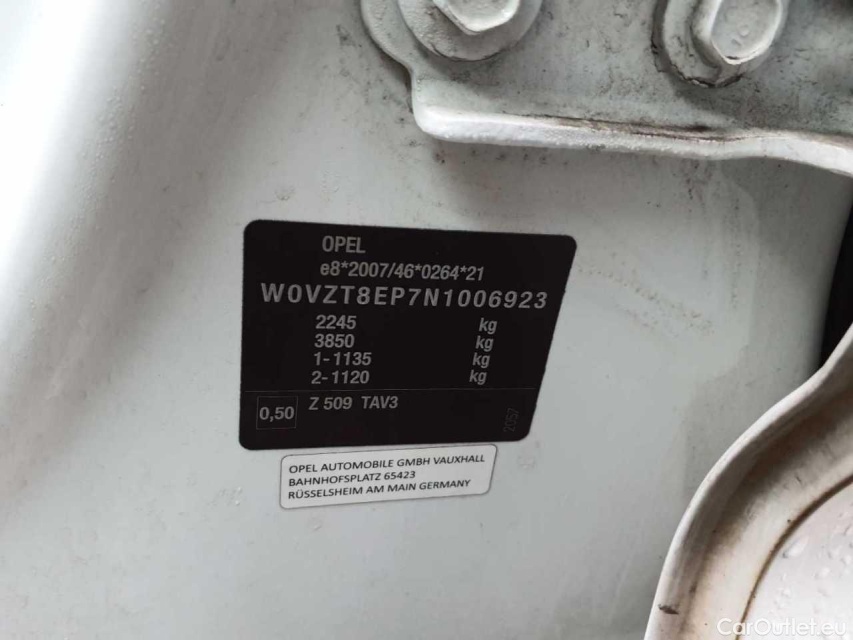 OPEL
e8*2007/46*0264*21
W0VZT8EP7N1006923
2245 kg
3850 kg
1-1135 kg
2-1120 kg
0,50 Z 509 TAV3
2057
OPEL AUTOMOBILE GMBH VAUXHALL
BAHNHOFSPLATZ 65423
RÜSSELSHEIM AM MAIN GERMANY
CarOutlet.eu